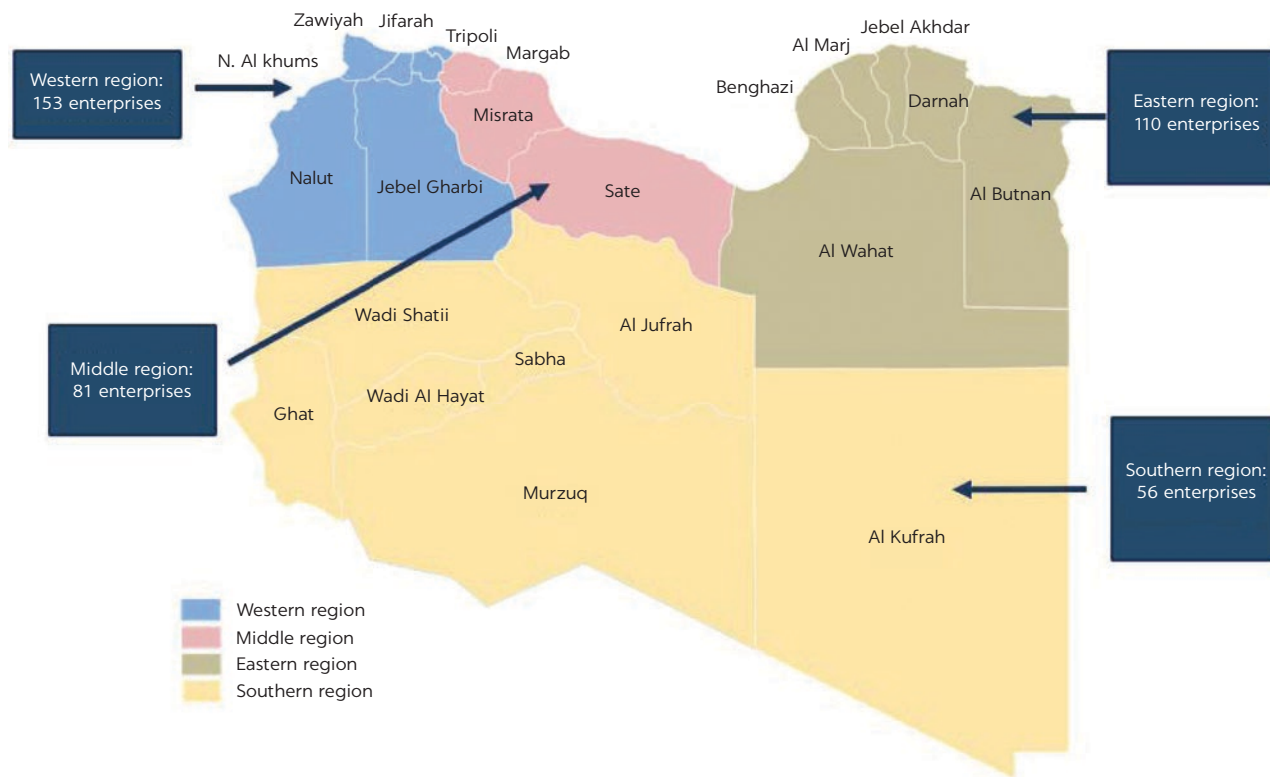 Zawiyah
Jifarah
Tripoli
Margab
N. Al khums
Jebel Akhdar
Al Marj
Benghazi
Western region:
153 enterprises
Eastern region:
110 enterprises
Misrata
Darnah
Nalut
Jebel Gharbi
Sate
Al Butnan
Al Wahat
Wadi Shatii
Al Jufrah
Middle region:
81 enterprises
Sabha
Wadi Al Hayat
Ghat
Murzuq
Southern region:
56 enterprises
Al Kufrah
Western region
Middle region
Eastern region
Southern region